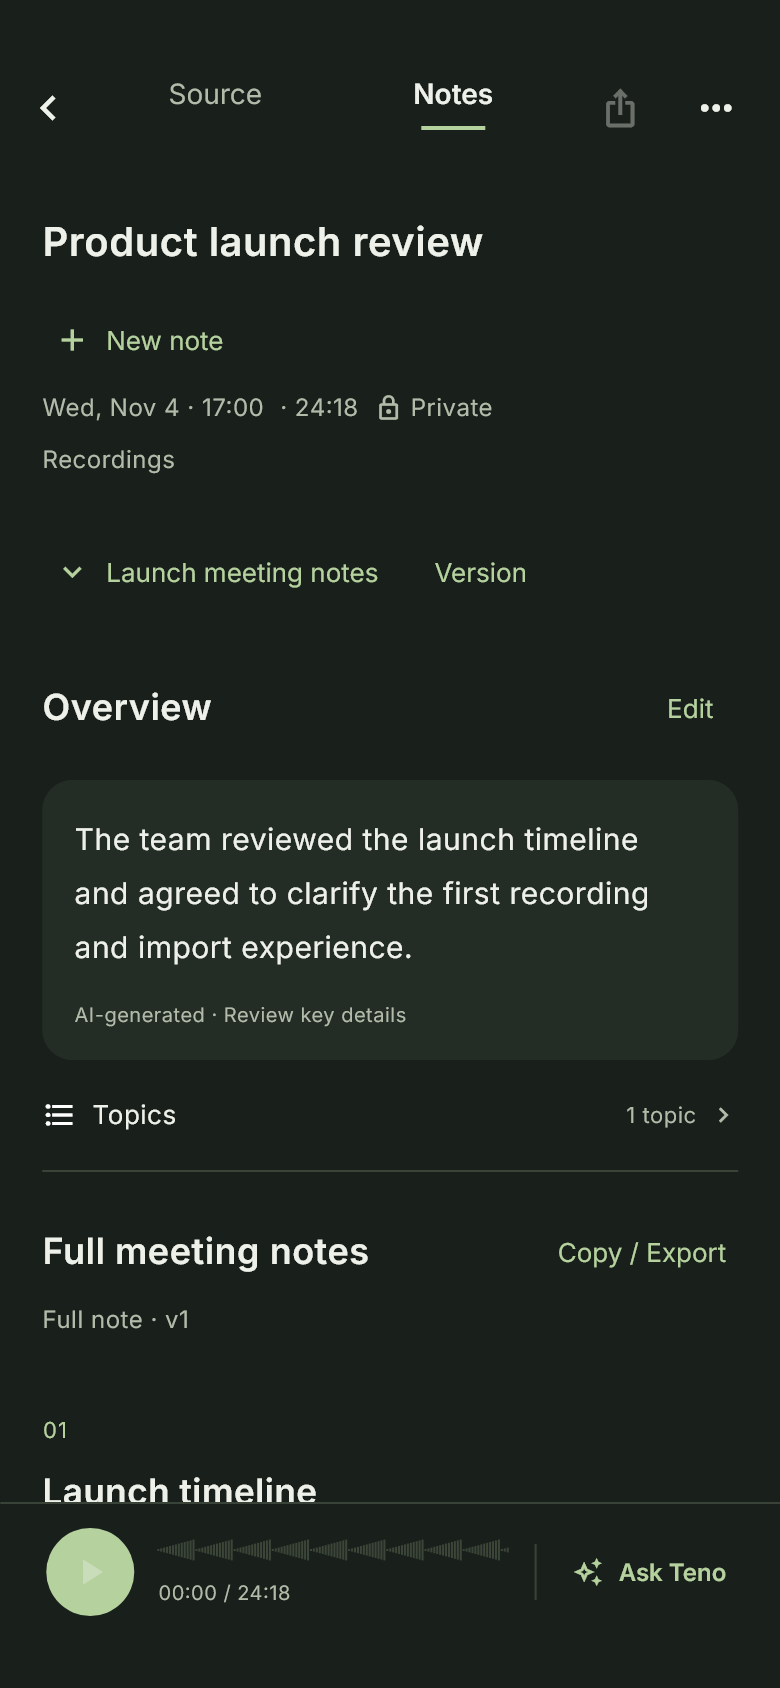 Source
Notes
Product launch review
New note
Wed, Nov 4 · 17:00 · 24:18 Private
Recordings
Launch meeting notes
Version
Overview
Edit
The team reviewed the launch timeline
and agreed to clarify the first recording
and import experience.
AI-generated · Review key details
Topics
1 topic
Full meeting notes
Copy / Export
Full note · v1
01
Launch timeline
00:00 / 24:18
Ask Teno